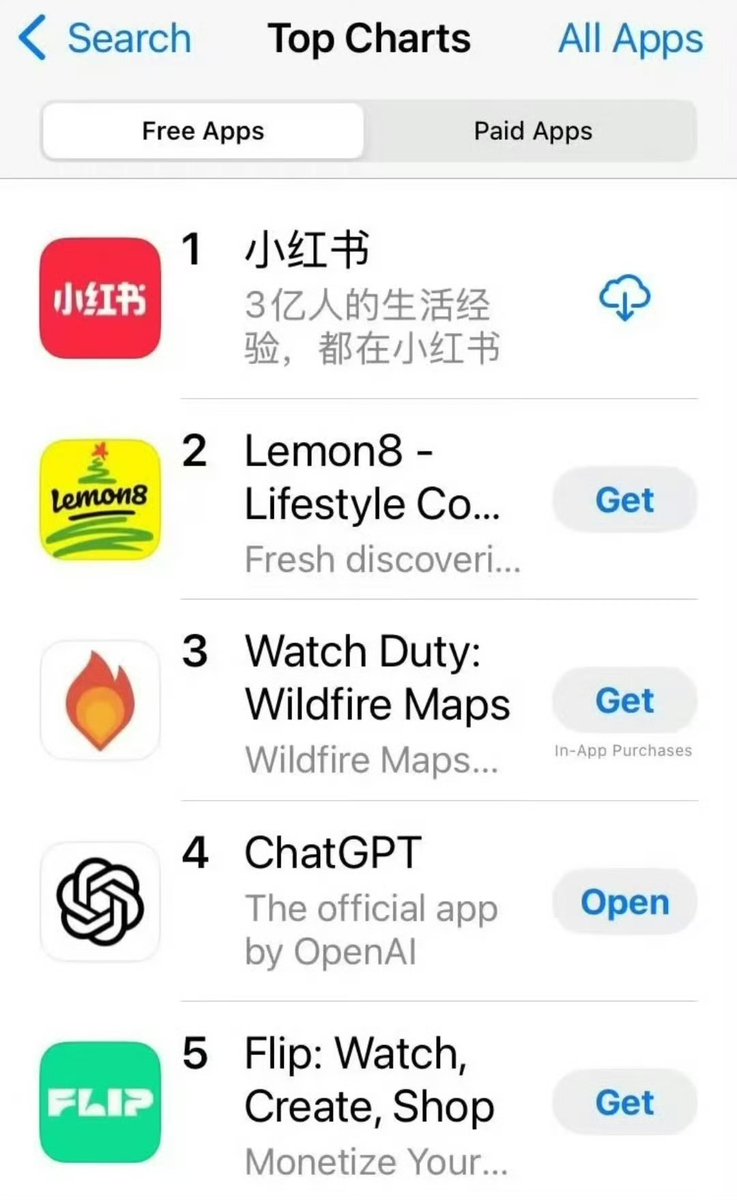 Search
Top Charts
All Apps
Free Apps
Paid Apps
小红书
1
小红书
3亿人的生活经
验，都在小红书
lemon8
2
Lemon8 -
Lifestyle Co...
Fresh discoveri...
Get
3
Watch Duty:
Wildfire Maps
Wildfire Maps...
Get
In-App Purchases
4
ChatGPT
The official app
by OpenAI
Open
FLIP
5
Flip: Watch,
Create, Shop
Monetize Your...
Get